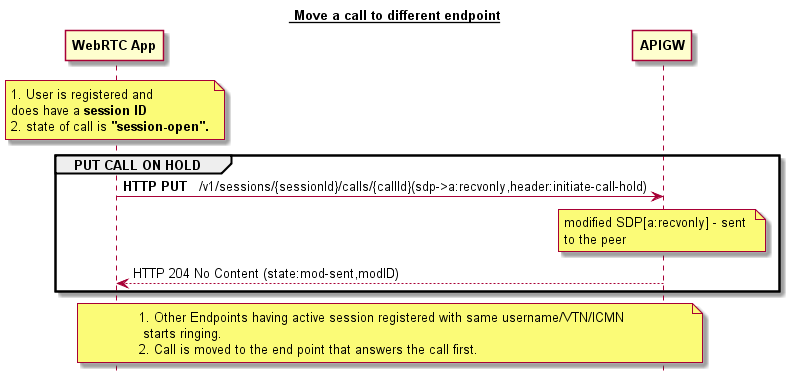 Move a call to different endpoint
WebRTC App
APIGW
1. User is registered and
does have a session ID
2. state of call is "session-open".
PUT CALL ON HOLD
HTTP PUT /v1/sessions/{sessionId}/calls/{callId}(sdp->a:recvonly,header:initiate-call-hold)
modified SDP[a:recvonly] - sent
to the peer
HTTP 204 No Content (state:mod-sent,modID)
1. Other Endpoints having active session registered with same username/VTN/ICMN
starts ringing.
2. Call is moved to the end point that answers the call first.